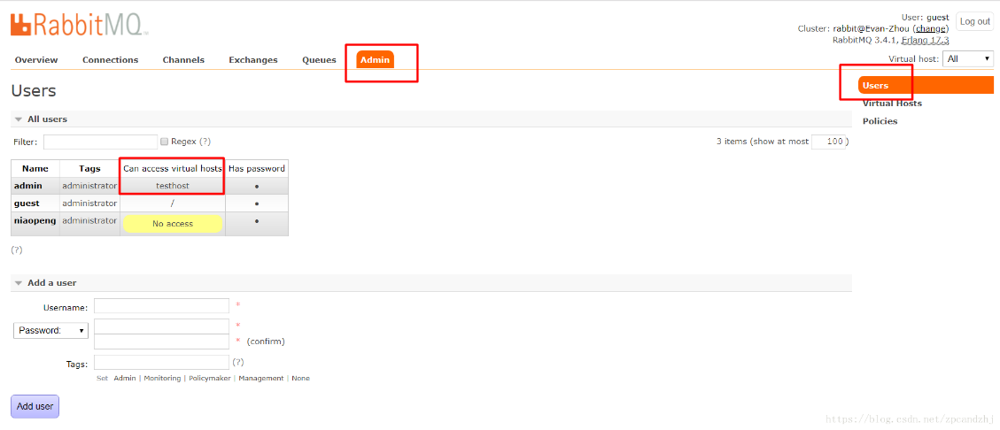 RabbitMQ
User: guest
Log out
Cluster: rabbit@Evan-Zhou (change)
RabbitMQ 3.4.1, Erlang 17.3
Overview Connections Channels Exchanges Queues Admin
Virtual host: All
Users
Users
Virtual Hosts
Policies
All users
Filter: Regex (?)
3 items (show at most 100 )
Name Tags Can access virtual hosts Has password
admin administrator testhost •
guest administrator / •
niaopeng administrator No access •
(?)
Add a user
Username: *
Password: *
* (confirm)
Tags: (?)
Set Admin | Monitoring | Policymaker | Management | None
Add user
https://blog.csdn.net/zpcandzhj